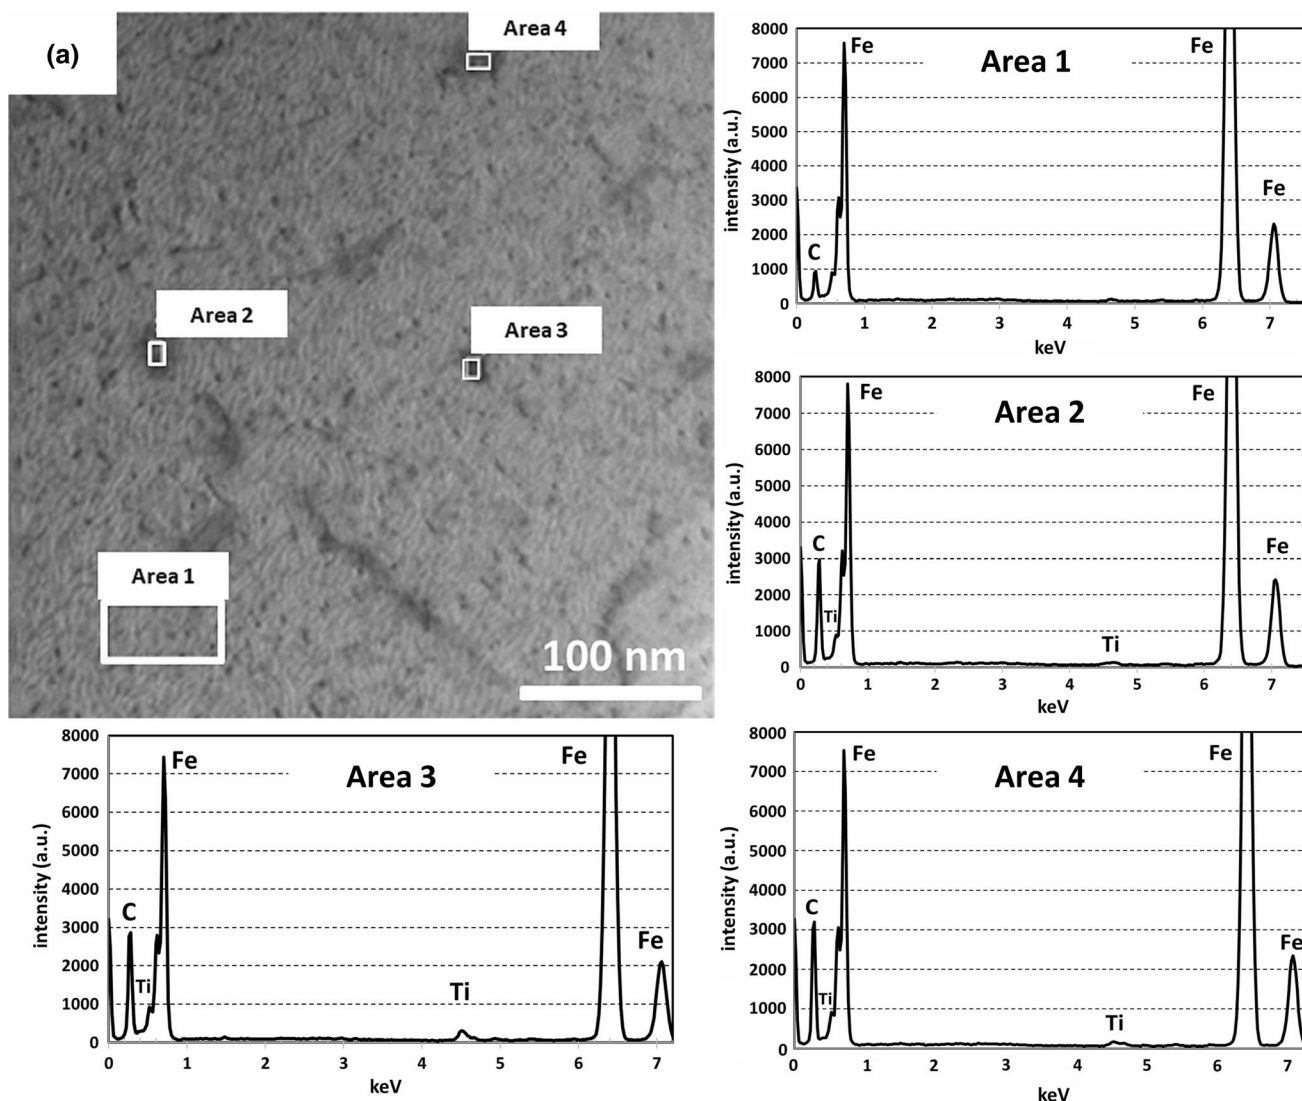 (a)
Area 4
Area 2
Area 3
Area 1
100 nm
Area 1
intensity (a.u.)
8000
7000
6000
5000
4000
3000
2000
1000
0
Fe
Fe
Fe
C
0 1 2 3 4 5 6 7
keV
Area 2
intensity (a.u.)
8000
7000
6000
5000
4000
3000
2000
1000
0
Fe
Fe
Fe
C
Ti
Ti
0 1 2 3 4 5 6 7
keV
Area 3
intensity (a.u.)
8000
7000
6000
5000
4000
3000
2000
1000
0
Fe
Fe
Fe
C
Ti
Ti
0 1 2 3 4 5 6 7
keV
Area 4
intensity (a.u.)
8000
7000
6000
5000
4000
3000
2000
1000
0
Fe
Fe
Fe
C
Ti
Ti
0 1 2 3 4 5 6 7
keV